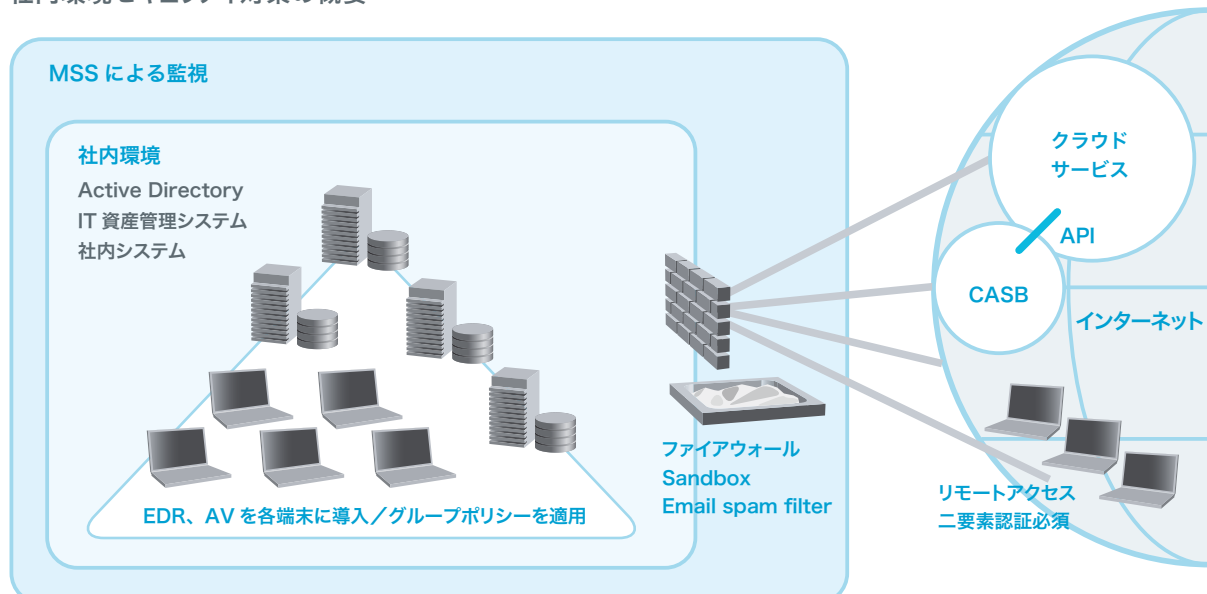 MSS による監視
社内環境
Active Directory
IT 資産管理システム
社内システム
EDR、AV を各端末に導入／グループポリシーを適用
ファイアウォール
Sandbox
Email spam filter
クラウド
サービス
API
CASB
インターネット
リモートアクセス
二要素認証必須